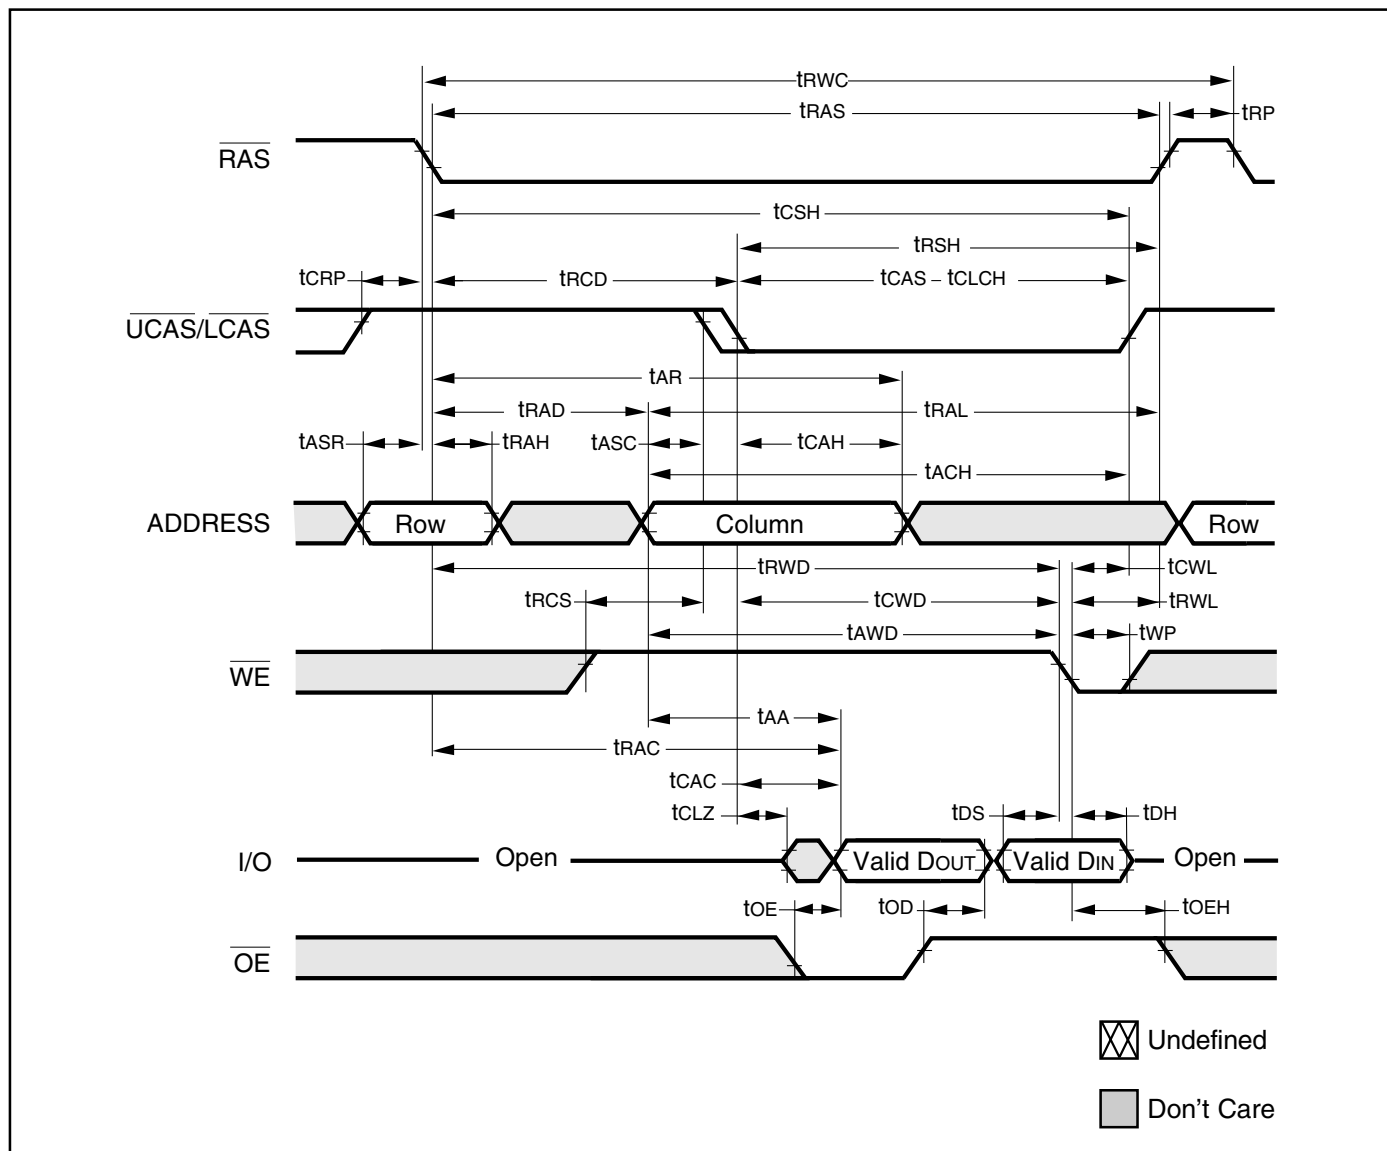 tRWC
tRAS
tRP
RAS
tCSH
tRSH
tCRP
tRCD
tCAS – tCLCH
UCAS/LCAS
tAR
tRAD
tRAL
tASR
tRAH
tASC
tCAH
tACH
ADDRESS
Row
Column
Row
tRWD
tCWL
tRCS
tCWD
tRWL
tAWD
tWP
WE
tAA
tRAC
tCAC
tCLZ
tDS
tDH
I/O
Open
Valid DOUT
Valid DIN
Open
tOE
tOD
tOEH
OE
Undefined
Don't Care